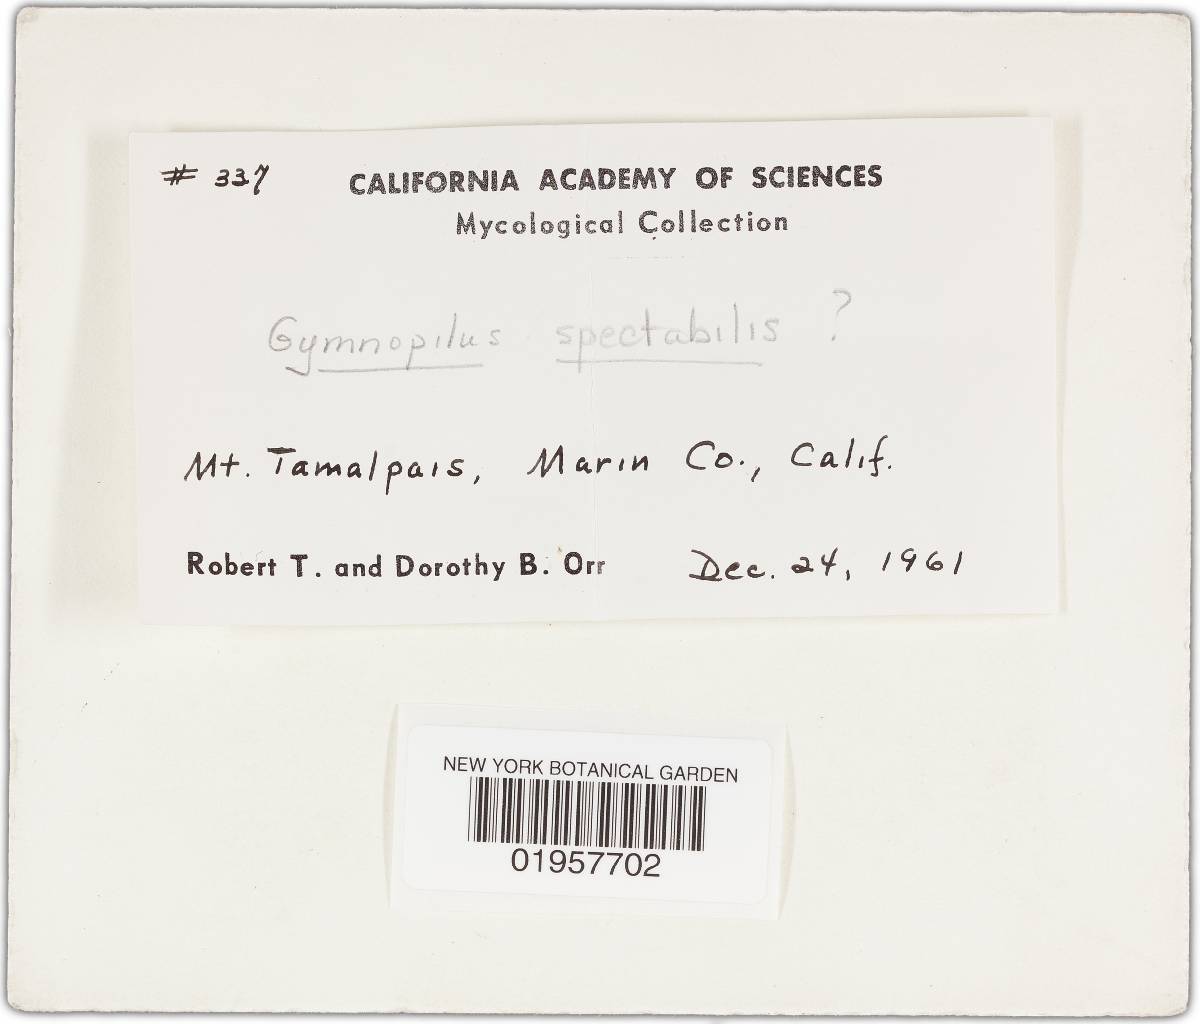 # 337 CALIFORNIA ACADEMY OF SCIENCES
Mycological Collection
Gymnopilus spectabilis ?
Mt. Tamalpais, Marin Co., Calif.
Robert T. and Dorothy B. Orr Dec. 24, 1961
NEW YORK BOTANICAL GARDEN
01957702